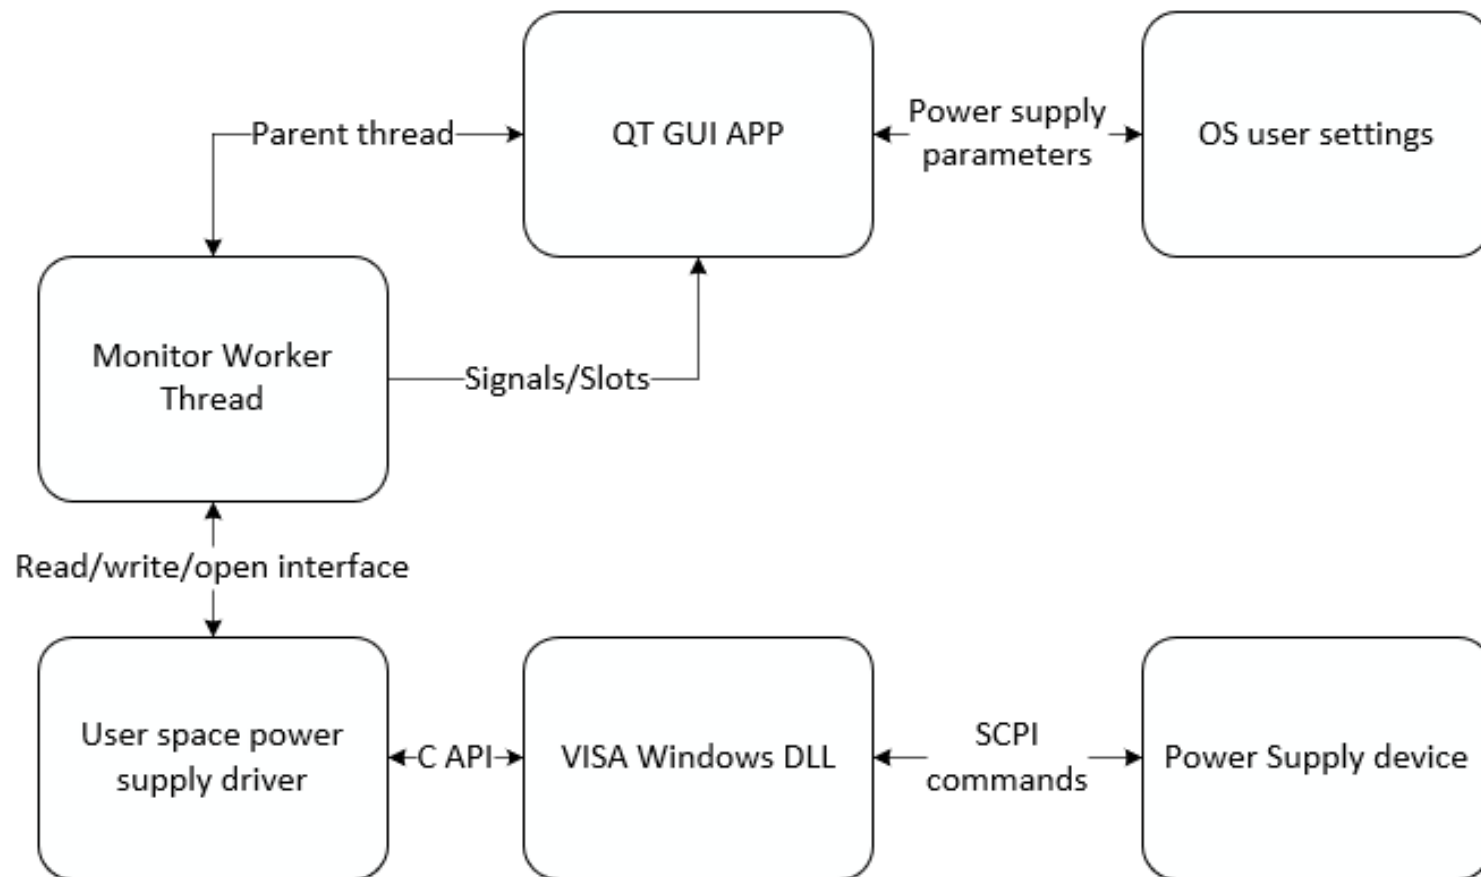 Parent thread
QT GUI APP
Power supply
parameters
OS user settings
Monitor Worker
Thread
Signals/Slots
Read/write/open interface
User space power
supply driver
C API
VISA Windows DLL
SCPI
commands
Power Supply device